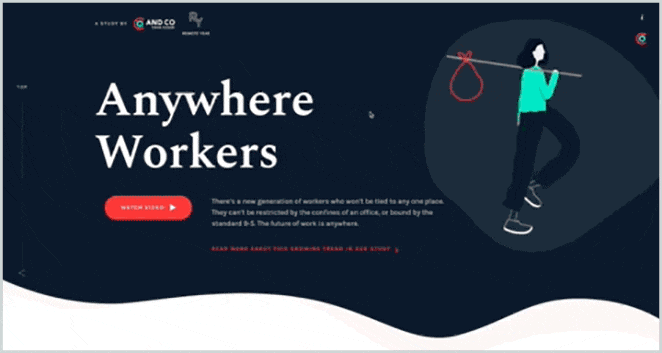 A STUDY BY AND CO
REMOTE YEAR
TOP
Anywhere
Workers
WATCH VIDEO
There's a new generation of workers who won't be tied to any one place.
They can't be restricted by the confines of an office, or bound by the
standard 9-5. The future of work is anywhere.
READ MORE ABOUT THIS GROWING TREND IN OUR STUDY